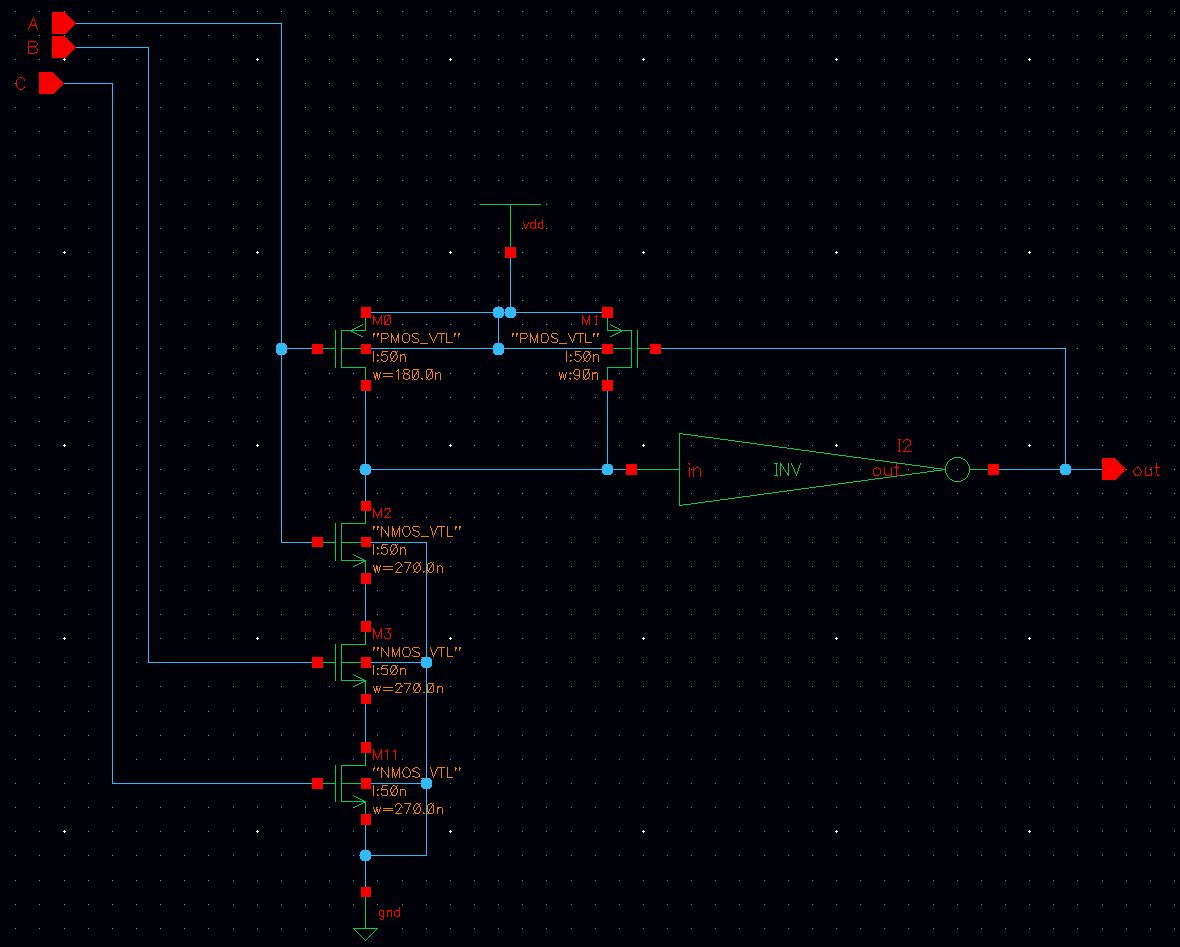 A
B
C
vdd
M0
"PMOS_VTL"
l:50n
w=180.0n
M1
"PMOS_VTL"
l:50n
w:90n
I2
in
INV
out
out
M2
"NMOS_VTL"
l:50n
w=270.0n
M3
"NMOS_VTL"
l:50n
w=270.0n
M11
"NMOS_VTL"
l:50n
w=270.0n
gnd